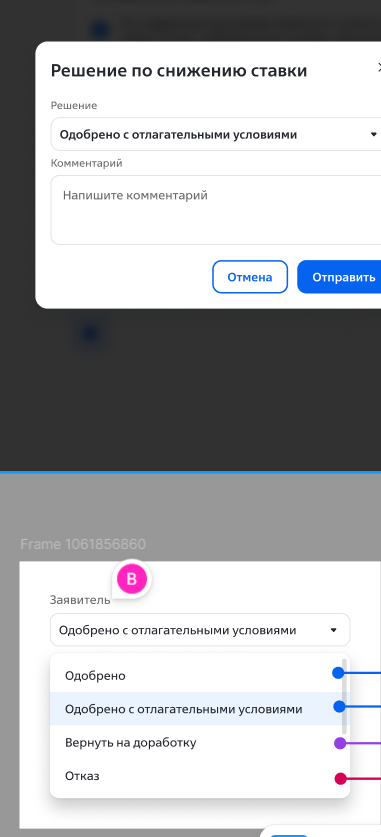 Решение по снижению ставки
Решение
Одобрено с отлагательными условиями
Комментарий
Напишите комментарий
Отмена
Отправить
Frame 1061856860
B
Заявитель
Одобрено с отлагательными условиями
Одобрено
Одобрено с отлагательными условиями
Вернуть на доработку
Отказ